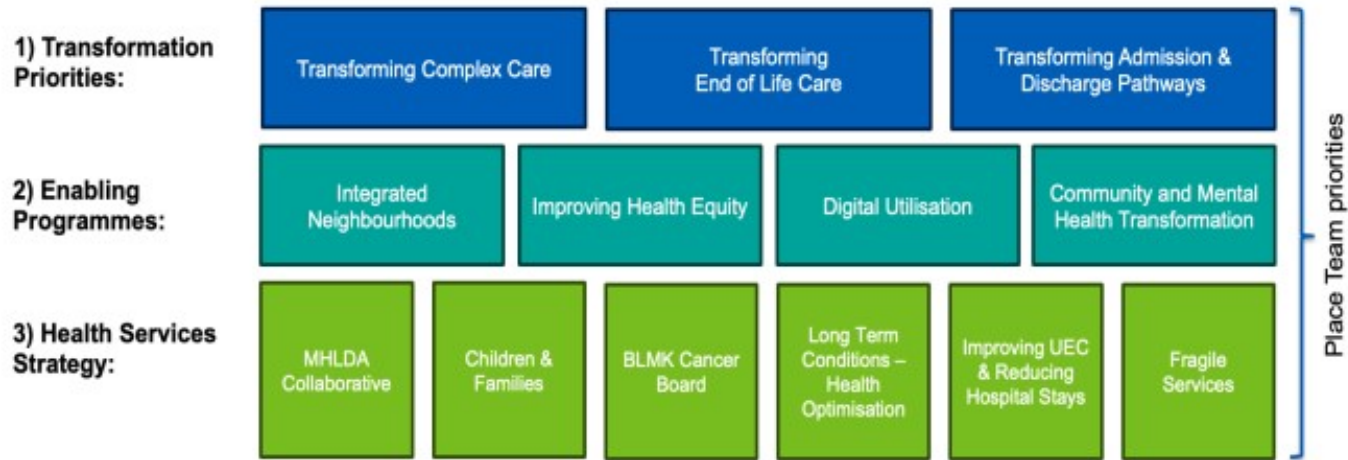 1) Transformation
Priorities:
Transforming Complex Care
Transforming
End of Life Care
Transforming Admission &
Discharge Pathways
2) Enabling
Programmes:
Integrated
Neighbourhoods
Improving Health Equity
Digital Utilisation
Community and Mental
Health Transformation
3) Health Services
Strategy:
MHLDA
Collaborative
Children &
Families
BLMK Cancer
Board
Long Term
Conditions –
Health
Optimisation
Improving UEC
& Reducing
Hospital Stays
Fragile
Services
Place Team priorities